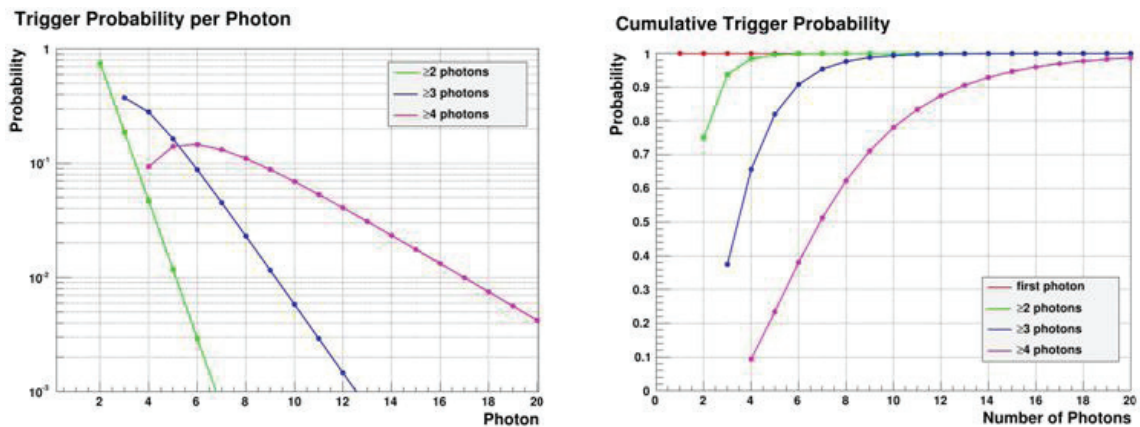 Trigger Probability per Photon
Probability
1
10⁻¹
10⁻²
10⁻³
≥2 photons
≥3 photons
≥4 photons
2 4 6 8 10 12 14 16 18 20
Photon
Cumulative Trigger Probability
Probability
1
0.9
0.8
0.7
0.6
0.5
0.4
0.3
0.2
0.1
0
first photon
≥2 photons
≥3 photons
≥4 photons
0 2 4 6 8 10 12 14 16 18 20
Number of Photons